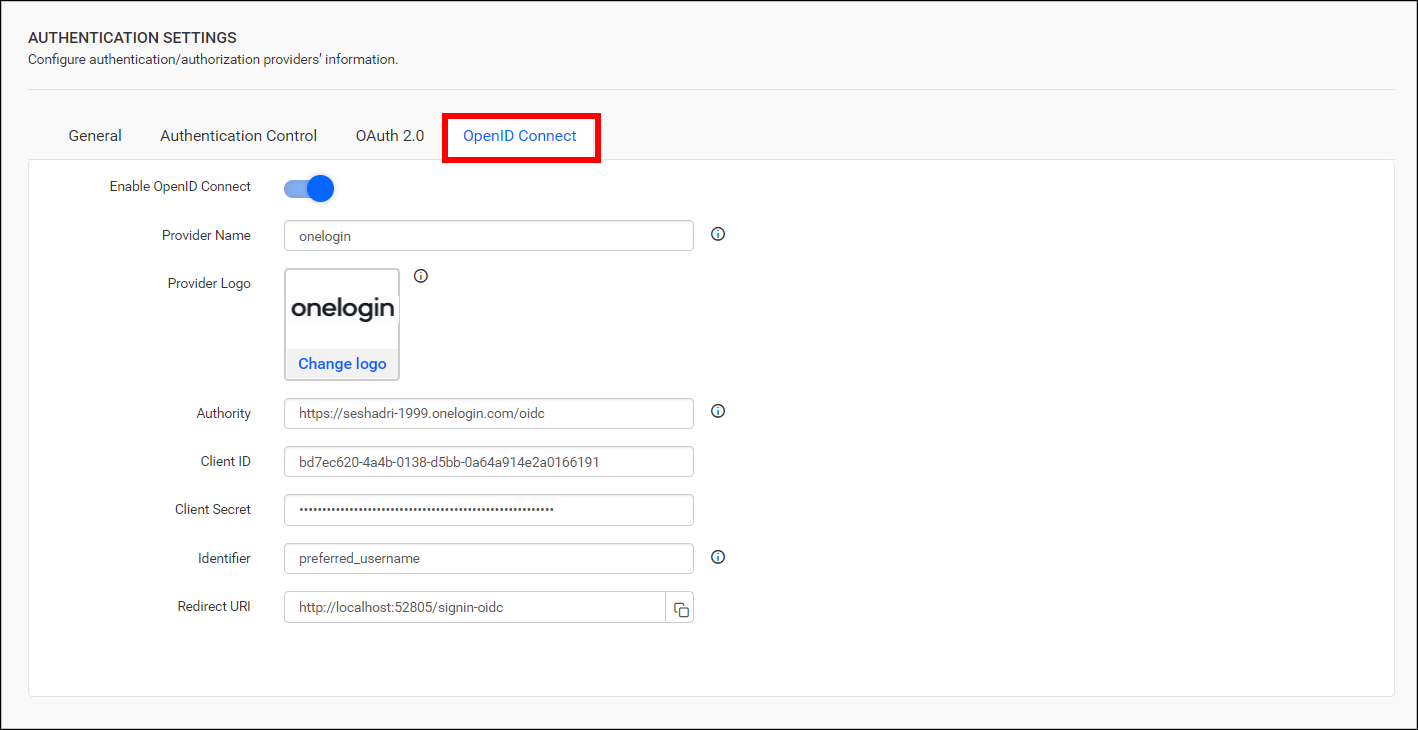 AUTHENTICATION SETTINGS
Configure authentication/authorization providers’ information.
General Authentication Control OAuth 2.0 OpenID Connect
Enable OpenID Connect
Provider Name onelogin
Provider Logo
onelogin
Change logo
Authority https://seshadri-1999.onelogin.com/oidc
Client ID bd7ec620-4a4b-0138-d5bb-0a64a914e2a0166191
Client Secret
Identifier preferred_username
Redirect URI http://localhost:52805/signin-oidc